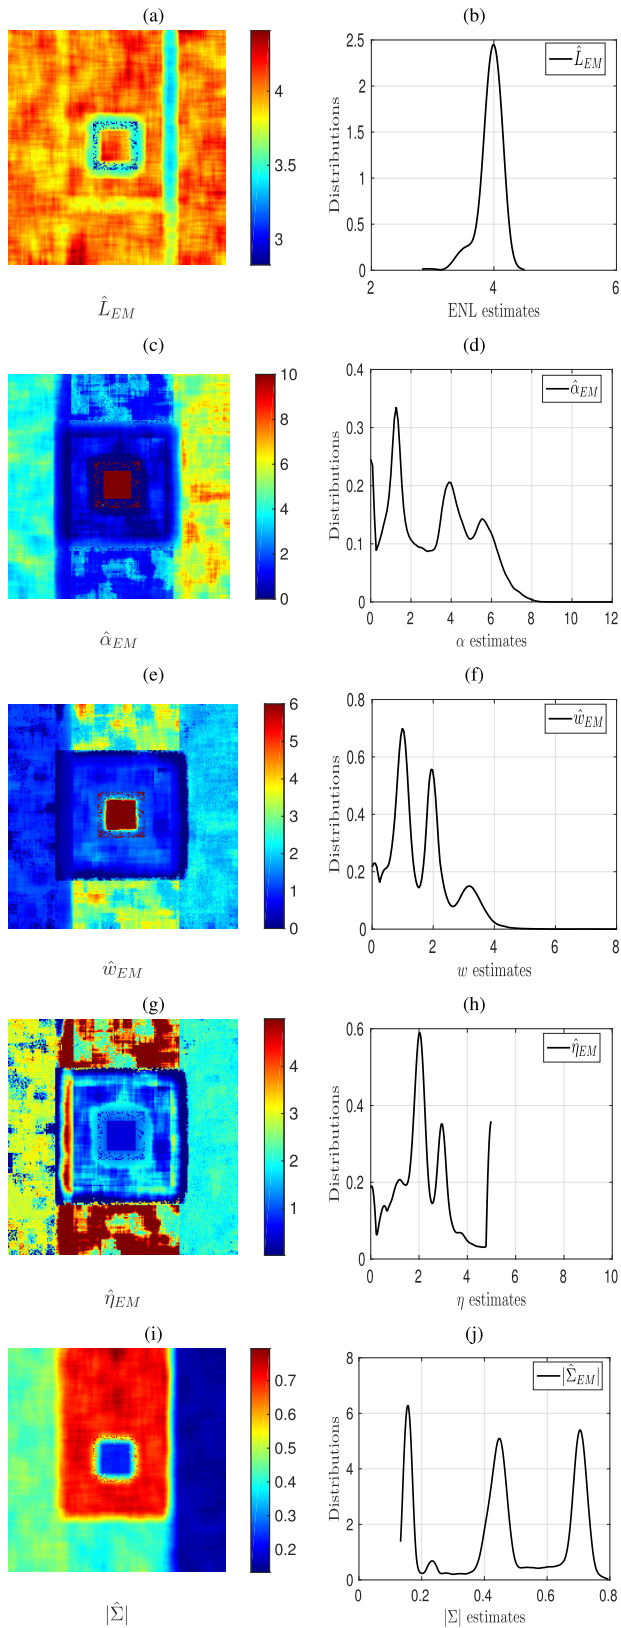 (a) (b)
4
3.5
3
L̂_EM
2.5
2
1.5
1
0.5
0
2 4 6
Distributions
ENL estimates
L̂_EM
(c) (d)
10
8
6
4
2
0
α̂_EM
0.4
0.3
0.2
0.1
0
0 2 4 6 8 10 12
Distributions
α estimates
α̂_EM
(e) (f)
6
5
4
3
2
1
0
ŵ_EM
0.8
0.6
0.4
0.2
0
0 2 4 6 8
Distributions
w estimates
ŵ_EM
(g) (h)
4
3
2
1
η̂_EM
0.6
0.4
0.2
0
0 2 4 6 8 10
Distributions
η estimates
η̂_EM
(i) (j)
0.7
0.6
0.5
0.4
0.3
0.2
|Σ̂|
8
6
4
2
0
0 0.2 0.4 0.6 0.8
Distributions
|Σ| estimates
|Σ̂_EM|